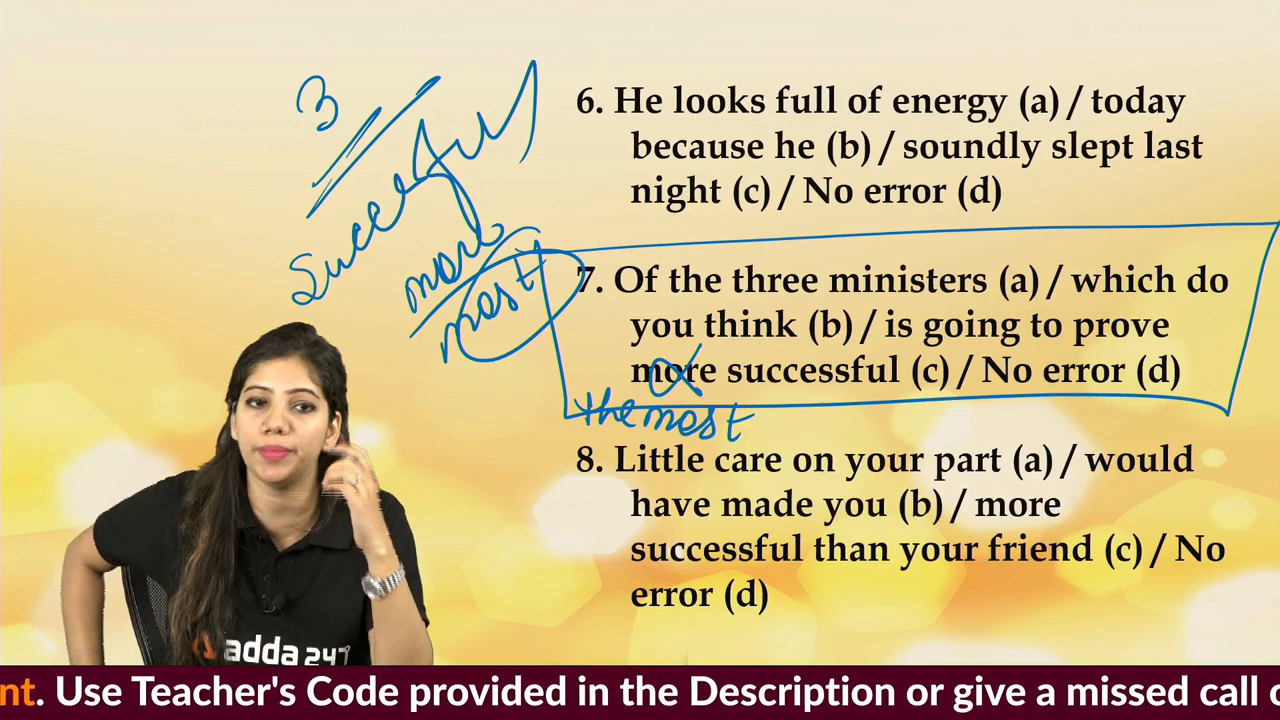 3
Successful
more
most
6. He looks full of energy (a) / today
because he (b) / soundly slept last
night (c) / No error (d)
7. Of the three ministers (a) / which do
you think (b) / is going to prove
more successful (c) / No error (d)
the most
8. Little care on your part (a) / would
have made you (b) / more
successful than your friend (c) / No
error (d)
adda 247
nt. Use Teacher's Code provided in the Description or give a missed call